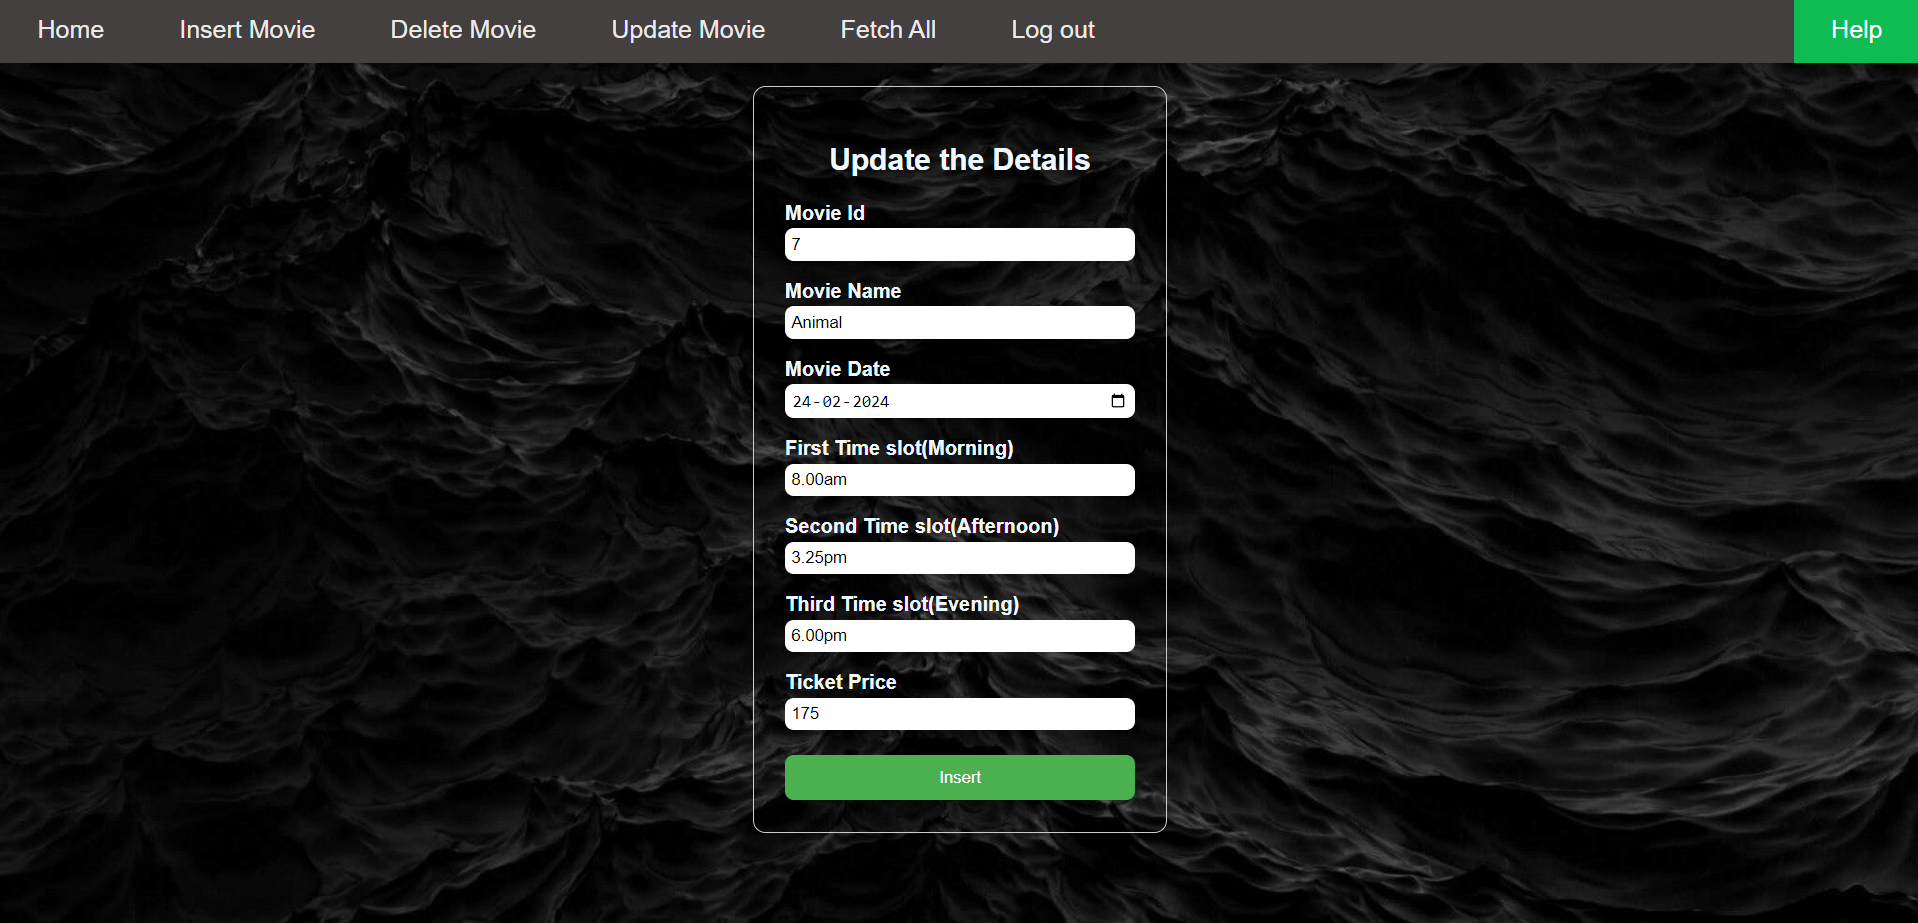 Home Insert Movie Delete Movie Update Movie Fetch All Log out Help
Update the Details
Movie Id
7
Movie Name
Animal
Movie Date
24-02-2024
First Time slot(Morning)
8.00am
Second Time slot(Afternoon)
3.25pm
Third Time slot(Evening)
6.00pm
Ticket Price
175
Insert